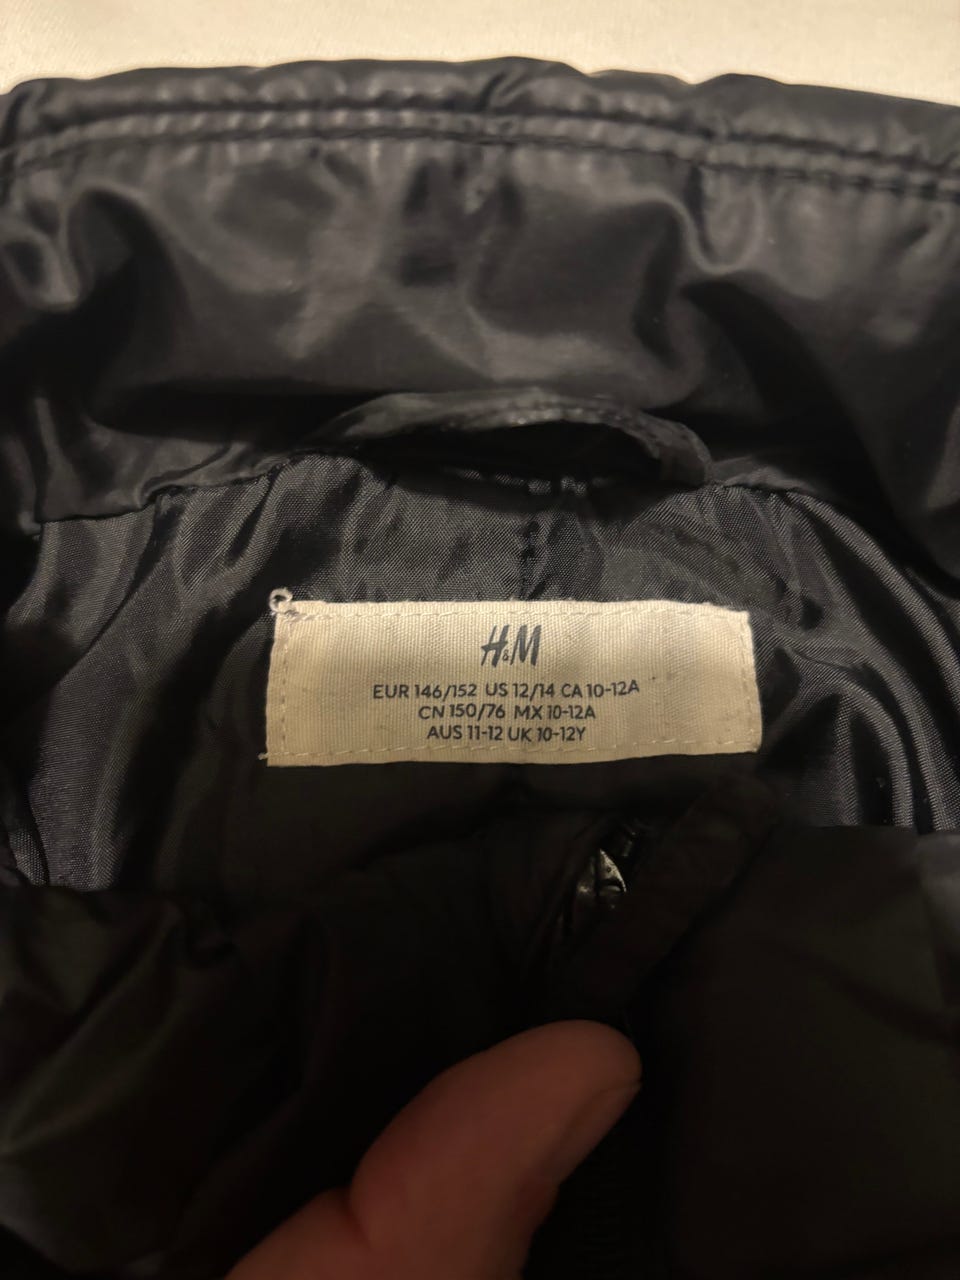 H&M
EUR 146/152 US 12/14 CA 10-12A
CN 150/76 MX 10-12A
AUS 11-12 UK 10-12Y